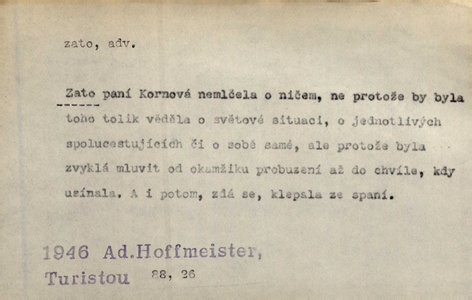 zato, adv.
Zato paní Kornová nemlčela o ničem, ne protože by byla
toho tolik věděla o světové situaci, o jednotlivých
spolucestujících či o sobě samé, ale protože byla
zvyklá mluvit od okamžiku probuzení až do chvíle, kdy
usínala. A i potom, zdá se, klepala ze spaní.
1946 Ad.Hoffmeister,
Turistou 88, 26